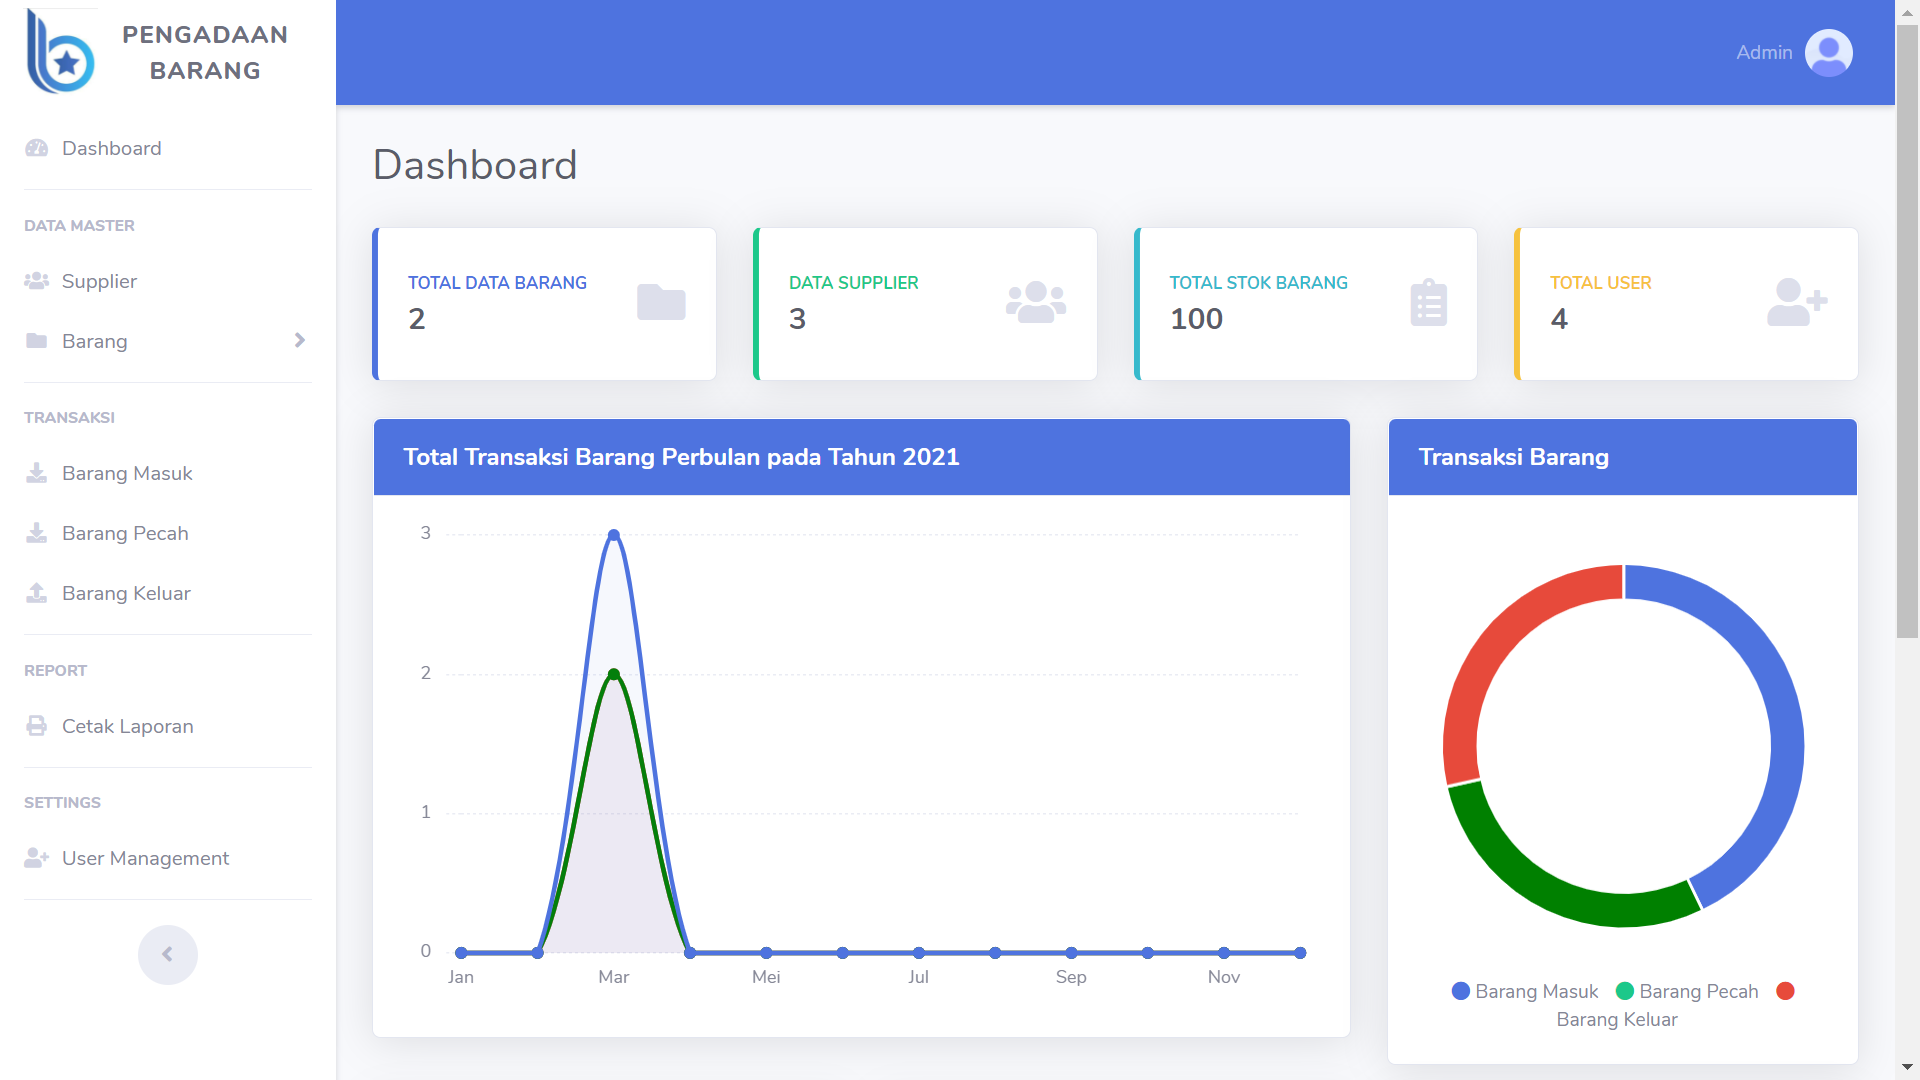 PENGADAAN
BARANG
Dashboard
DATA MASTER
Supplier
Barang
TRANSAKSI
Barang Masuk
Barang Pecah
Barang Keluar
REPORT
Cetak Laporan
SETTINGS
User Management
Admin
Dashboard
TOTAL DATA BARANG
2
DATA SUPPLIER
3
TOTAL STOK BARANG
100
TOTAL USER
4
Total Transaksi Barang Perbulan pada Tahun 2021
3
2
1
0
Jan Mar Mei Jul Sep Nov
Transaksi Barang
Barang Masuk Barang Pecah
Barang Keluar